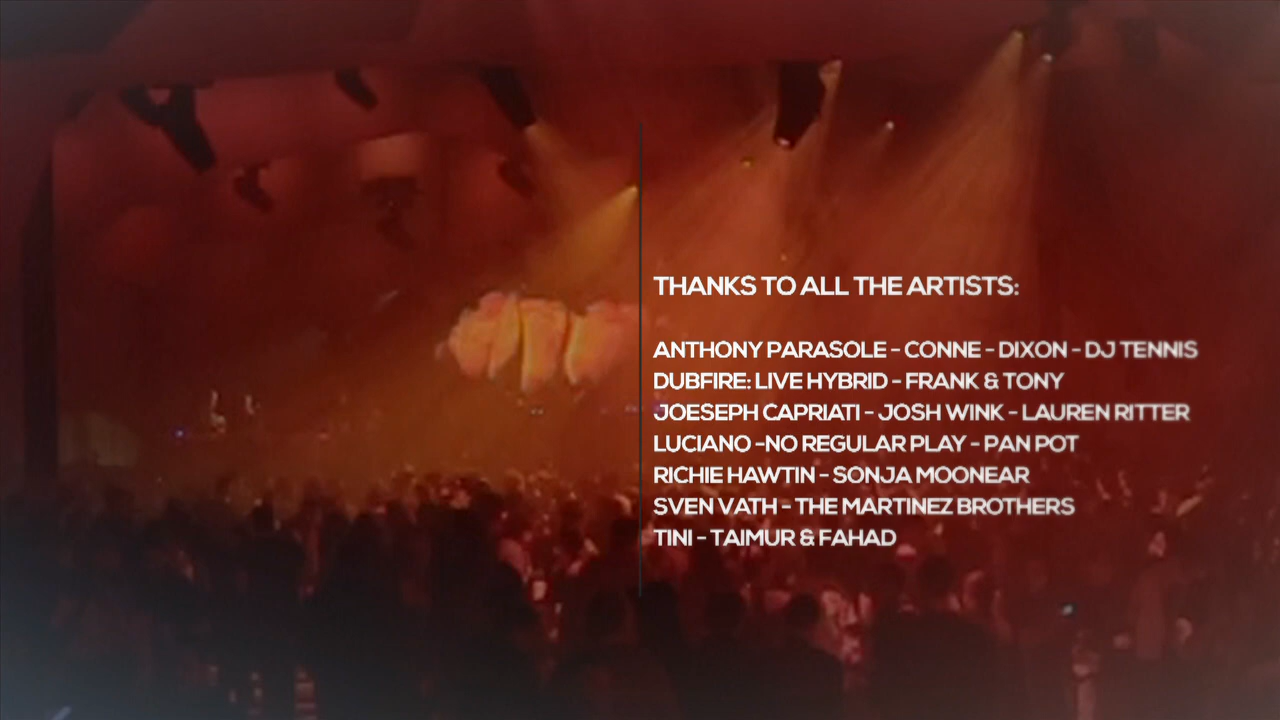 THANKS TO ALL THE ARTISTS:
ANTHONY PARASOLE - CONNE - DIXON - DJ TENNIS
DUBFIRE: LIVE HYBRID - FRANK & TONY
JOESEPH CAPRIATI - JOSH WINK - LAUREN RITTER
LUCIANO -NO REGULAR PLAY - PAN POT
RICHIE HAWTIN - SONJA MOONEAR
SVEN VATH - THE MARTINEZ BROTHERS
TINI - TAIMUR & FAHAD